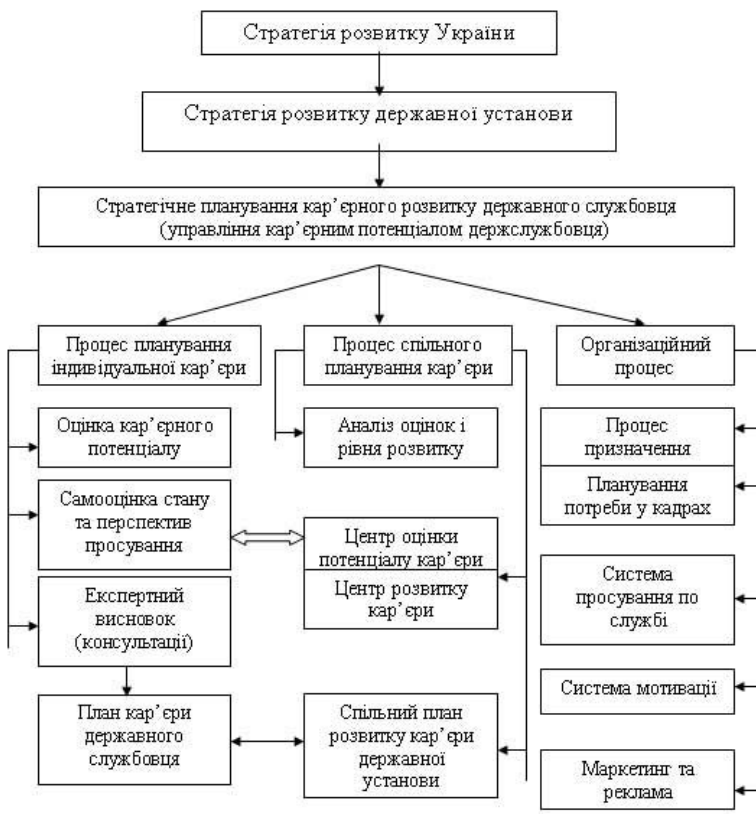 Стратегія розвитку України
Стратегія розвитку державної установи
Стратегічне планування кар’єрного розвитку державного службовця
(управління кар’єрним потенціалом держслужбовця)
Процес планування
індивідуальної кар’єри
Оцінка кар’єрного
потенціалу
Самооцінка стану
та перспектив
просування
Експертний
висновок
(консультації)
План кар’єри
державного
службовця
Процес спільного
планування кар’єри
Аналіз оцінок і
рівня розвитку
Центр оцінки
потенціалу кар’єри
Центр розвитку
кар’єри
Спільний план
розвитку кар’єри
державної
установи
Організаційний
процес
Процес
призначення
Планування
потреби у кадрах
Система
просування по
службі
Система мотивації
Маркетинг та
реклама